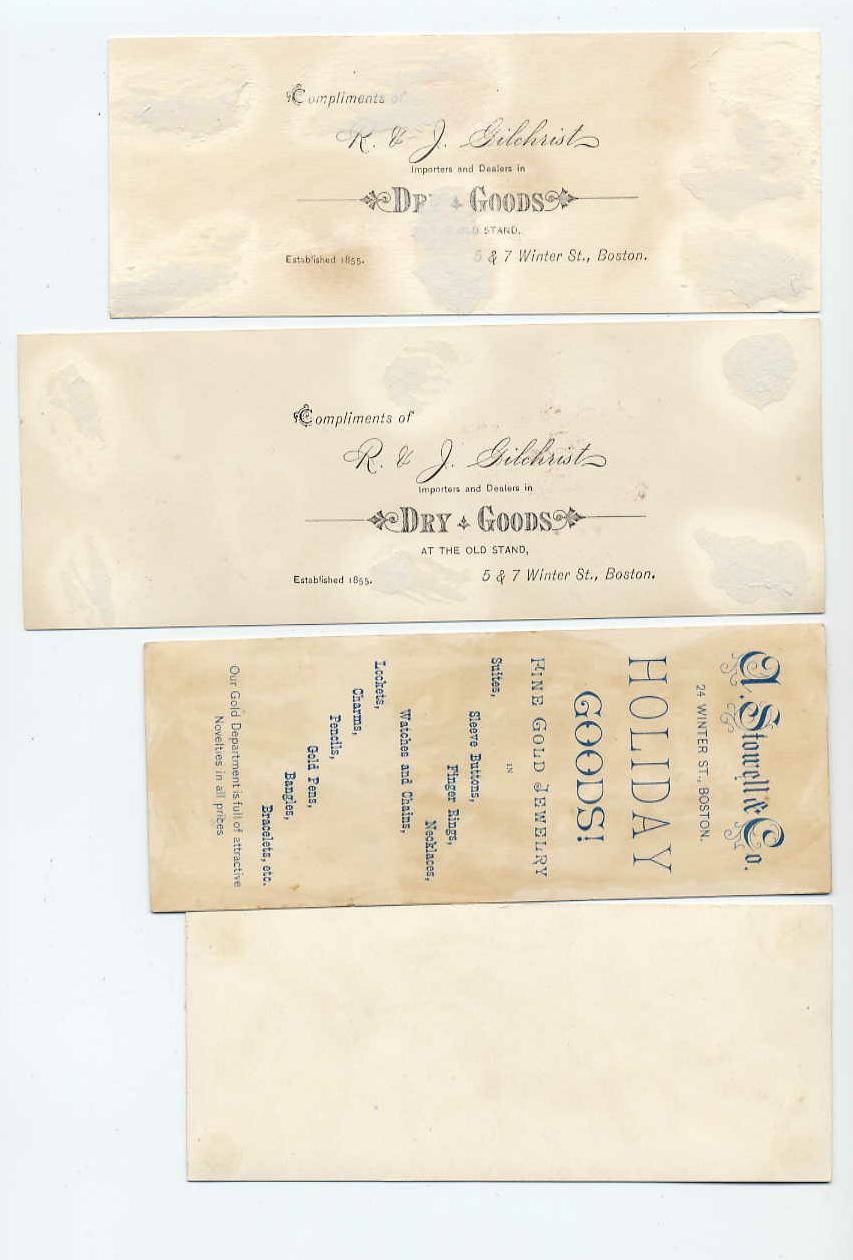 Compliments of
R. & J. Gilchrist
Importers and Dealers in
DRY GOODS
OLD STAND,
Established 1855. 5 & 7 Winter St., Boston.
Compliments of
R. & J. Gilchrist
Importers and Dealers in
DRY GOODS
AT THE OLD STAND,
Established 1855. 5 & 7 Winter St., Boston.
A. Stowell & Co.
24 WINTER ST., BOSTON.
HOLIDAY
GOODS!
FINE GOLD JEWELRY
IN
Suites,
Sleeve Buttons,
Finger Rings,
Necklaces,
Watches and Chains,
Lockets,
Charms,
Pencils,
Gold Pens,
Bangles,
Bracelets, etc.
Our Gold Department is full of attractive
Novelties in all prices